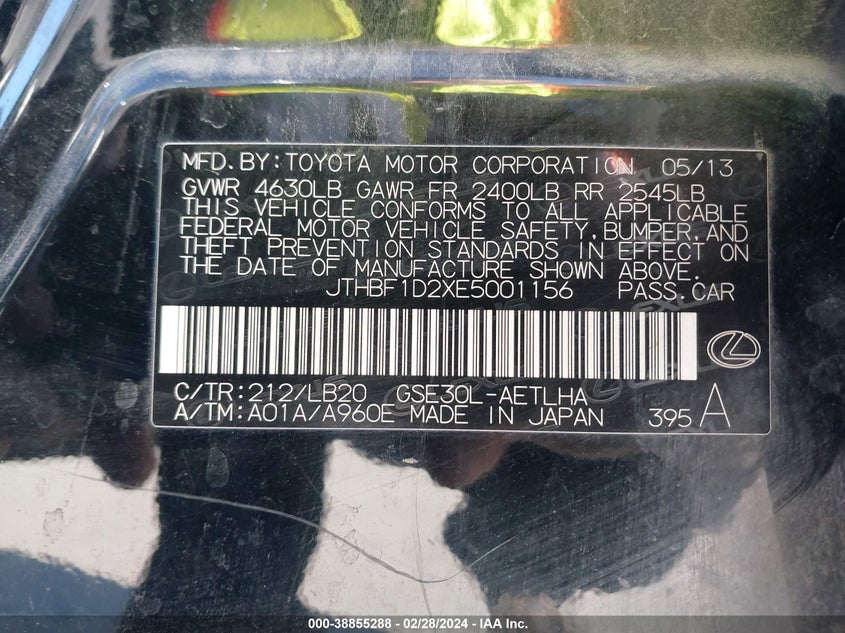 MFD.BY:TOYOTA MOTOR CORPORATION 05/13
GVWR 4630LB GAWR FR 2400LB RR 2545LB
THIS VEHICLE CONFORMS TO ALL APPLICABLE
FEDERAL MOTOR VEHICLE SAFETY,BUMPER,AND
THEFT PREVENTION STANDARDS IN EFFECT ON
THE DATE OF MANUFACTURE SHOWN ABOVE.
JTHBF1D2XE5001156 PASS.CAR
C/TR:212/LB20 GSE30L-AETLHA
A/TM:A01A/A960E MADE IN JAPAN 395 A
000-38855288 - 02/28/2024 - IAA Inc.